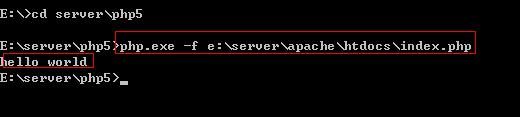 E:\>cd server\php5
E:\server\php5>php.exe -f e:\server\apache\htdocs\index.php
hello world
E:\server\php5>_